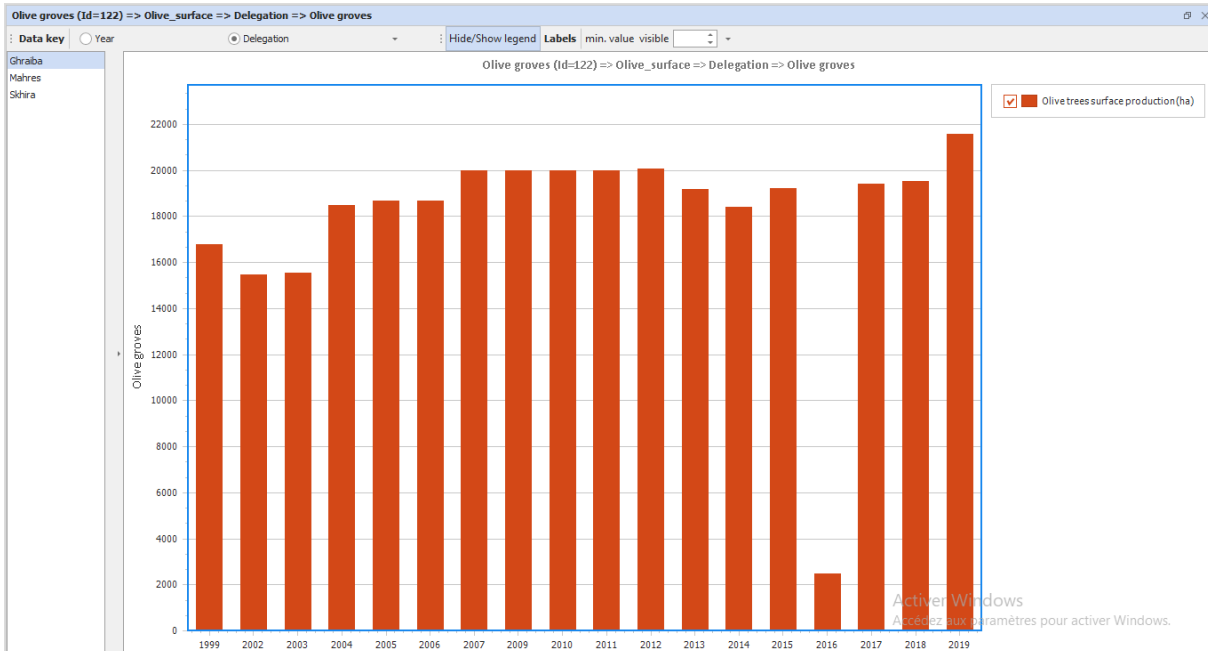 Olive groves (Id=122) => Olive_surface => Delegation => Olive groves
Data key Year Delegation Hide/Show legend Labels min. value visible
Ghraiba
Mahres
Skhira
Olive groves (Id=122) => Olive_surface => Delegation => Olive groves
Olive trees surface production (ha)
Olive groves
22000
20000
18000
16000
14000
12000
10000
8000
6000
4000
2000
0
1999 2002 2003 2004 2005 2006 2007 2009 2010 2011 2012 2013 2014 2015 2016 2017 2018 2019
Activer Windows
Accédez aux paramètres pour activer Windows.